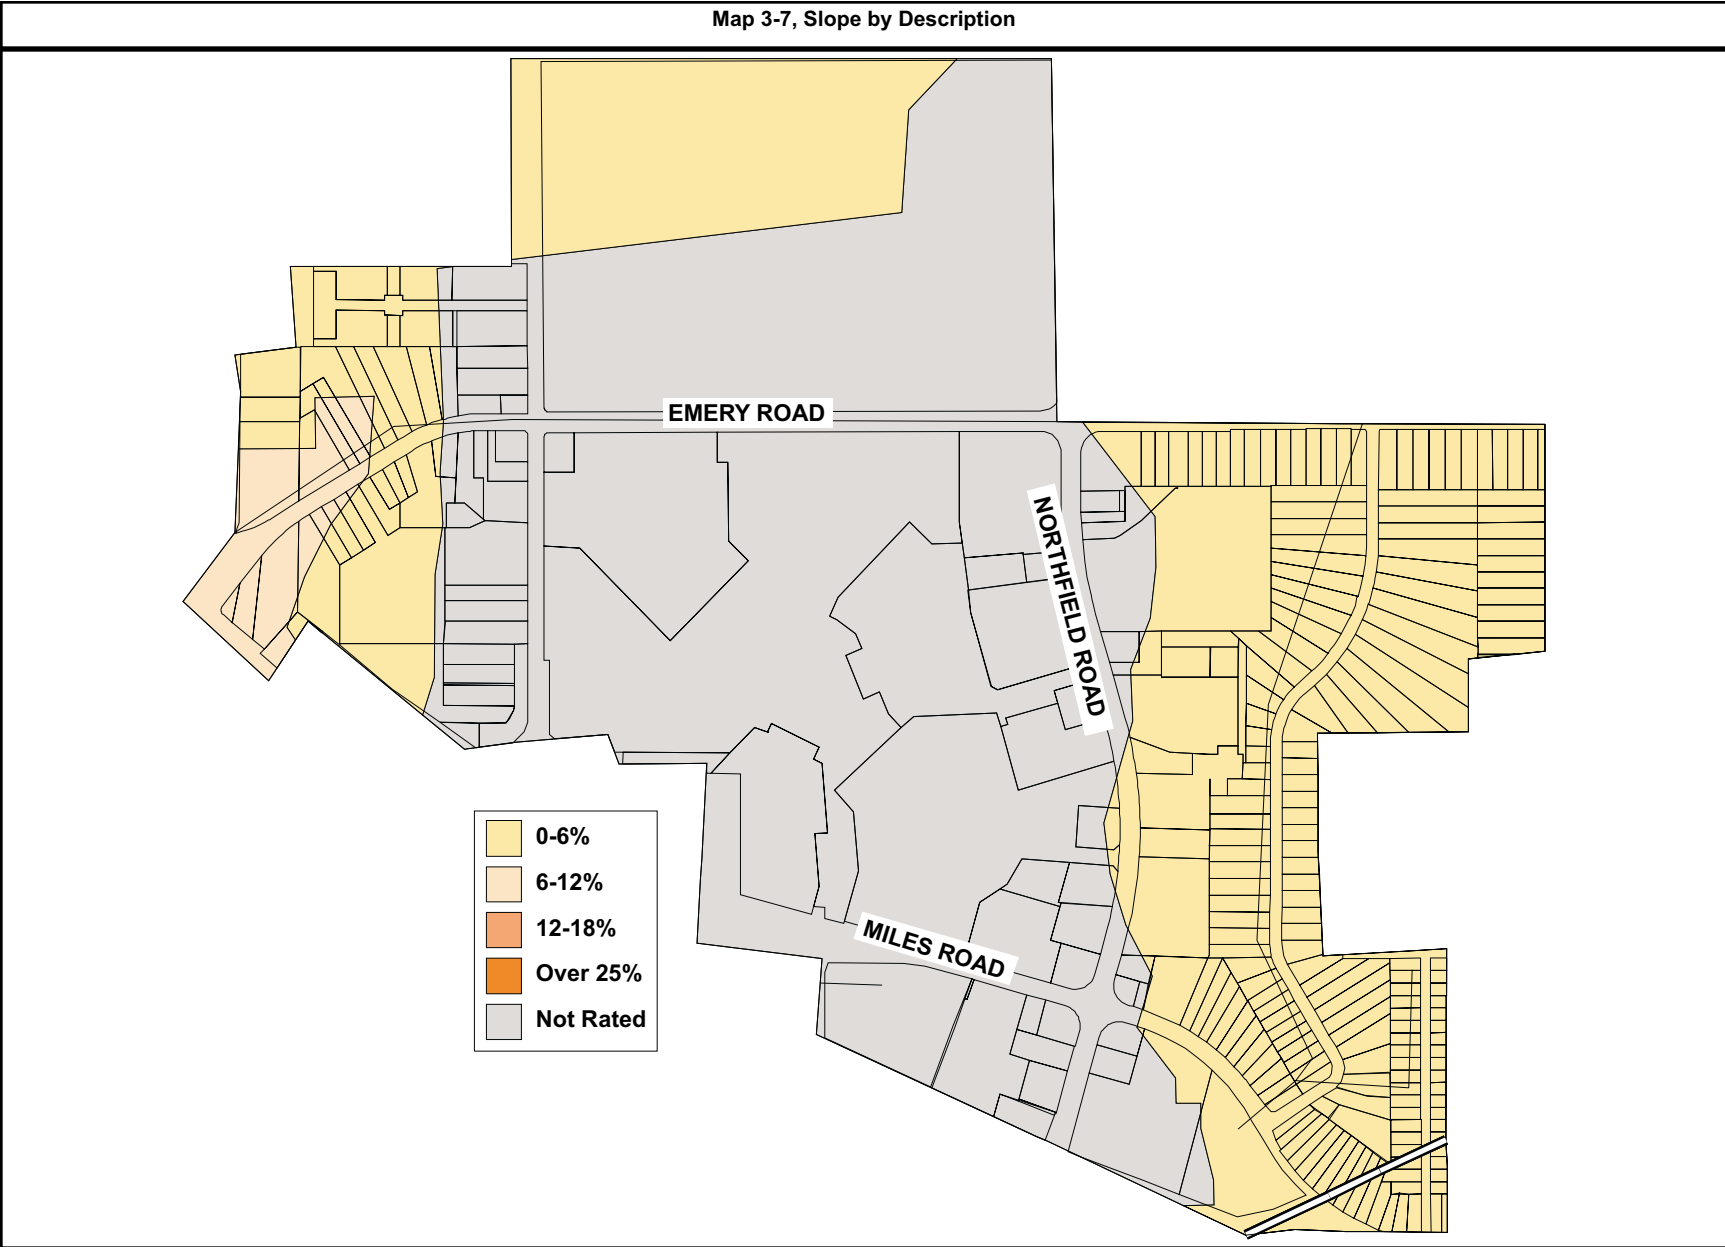 Map 3-7, Slope by Description
EMERY ROAD
NORTHFIELD ROAD
MILES ROAD
0-6%
6-12%
12-18%
Over 25%
Not Rated